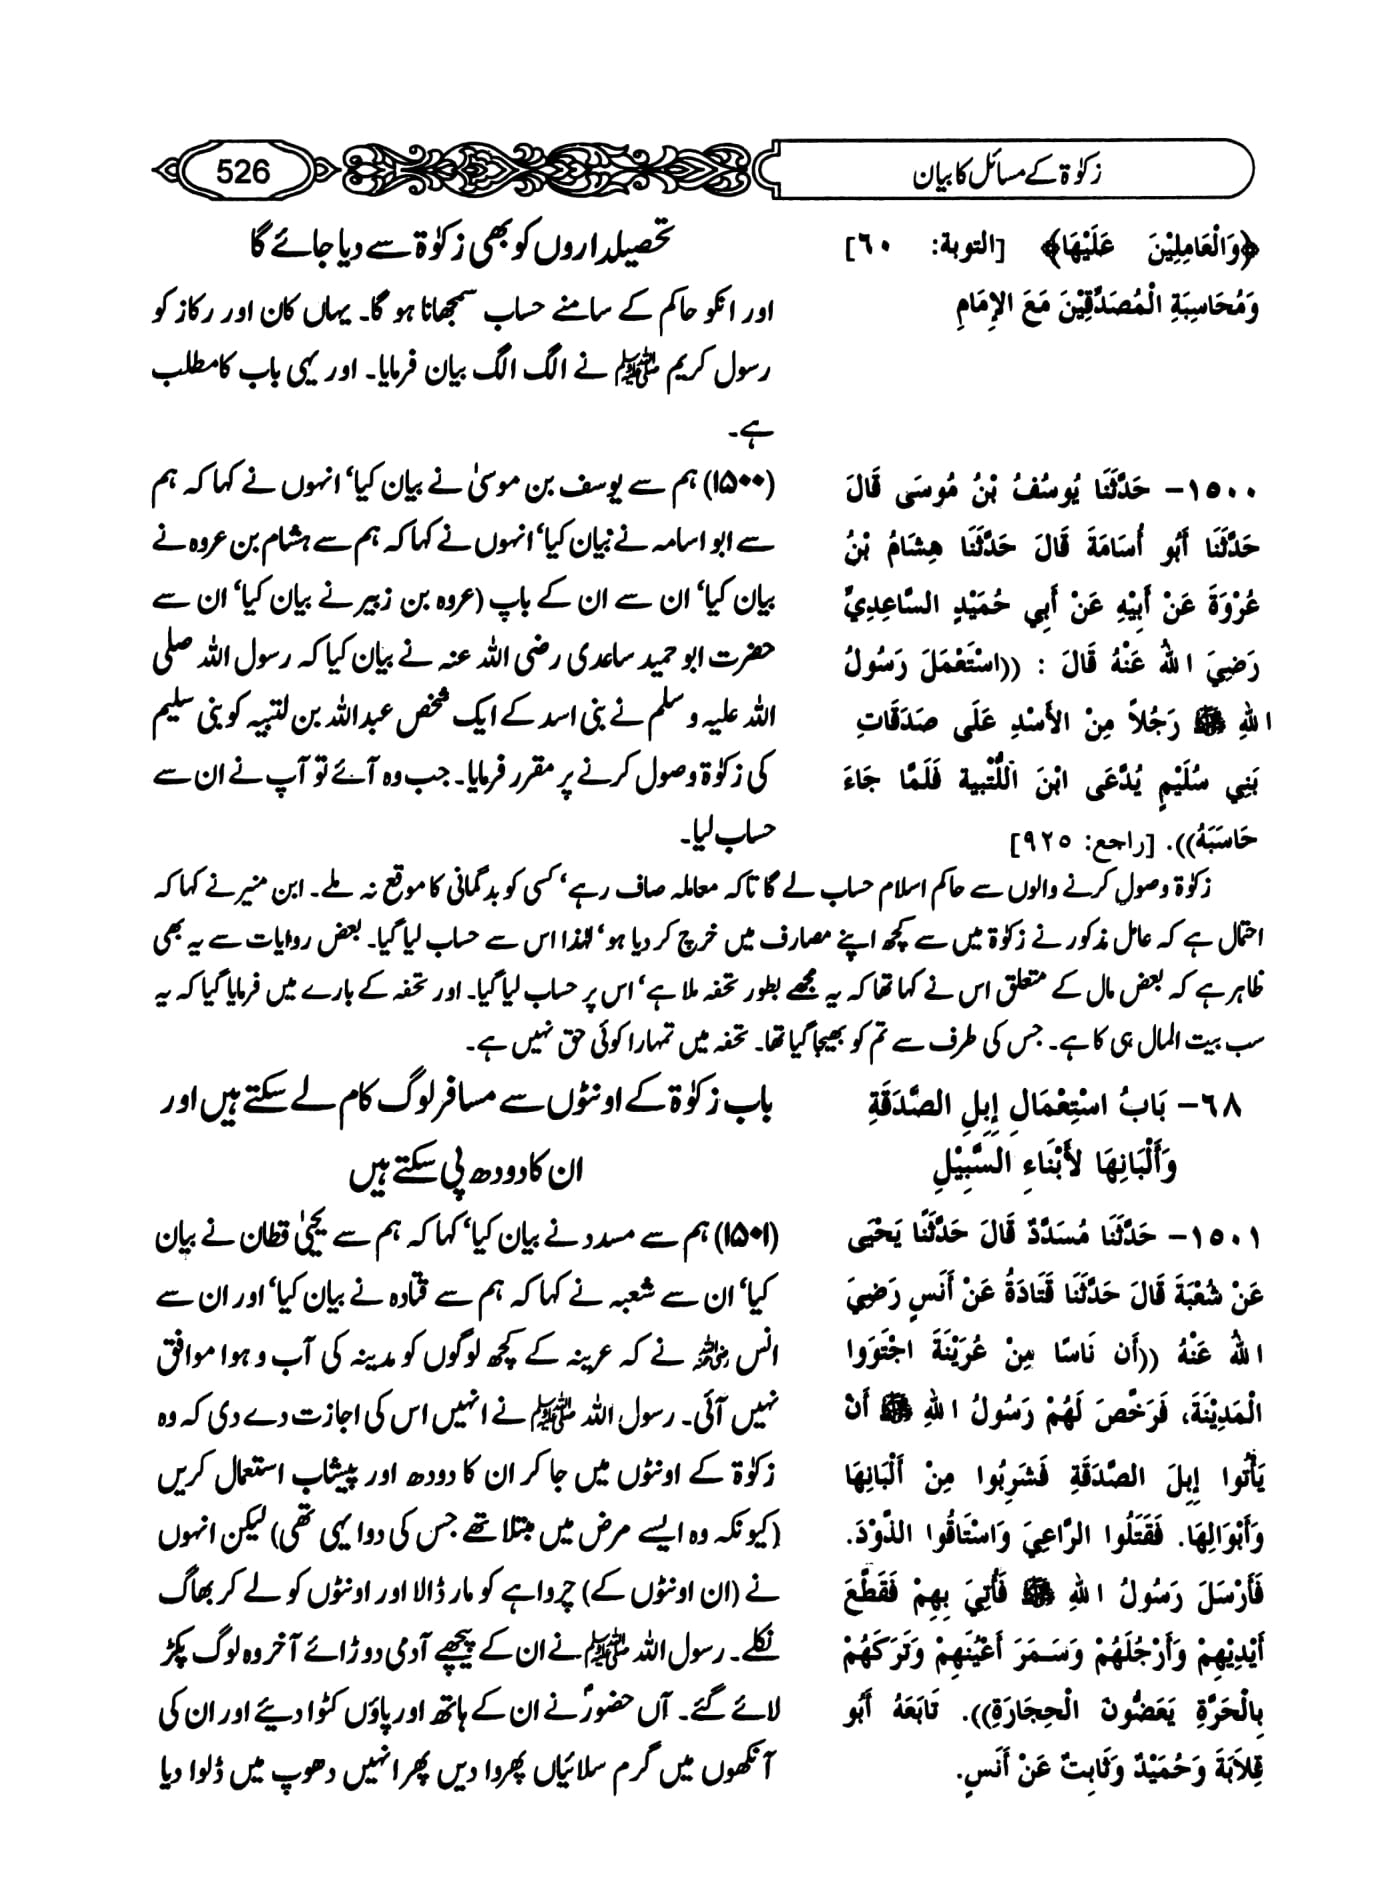 زکوٰۃ کے مسائل کا بیان
526
﴿وَالْعَامِلِيْنَ عَلَيْهَا﴾ [التوبة: ٦٠]
وَمُحَاسِبَةِ الْمُصَدِّقِيْنَ مَعَ الإِمَامِ
تحصیلداروں کو بھی زکوٰۃ سے دیا جائے گا
اور انکو حاکم کے سامنے حساب سمجھانا ہو گا۔ یہاں کان اور رکاز کو
رسول کریم ﷺ نے الگ الگ بیان فرمایا۔ اور یہی باب کا مطلب
ہے۔
١٥٠٠- حَدَّثَنَا يُوسُفُ بْنُ مُوسَى قَالَ
حَدَّثَنَا أَبُو أُسَامَةَ قَالَ حَدَّثَنَا هِشَامُ بْنُ
عُرْوَةَ عَنْ أَبِيْهِ عَنْ أَبِي حُمَيْدٍ السَّاعِدِيِّ
رَضِيَ اللهُ عَنْهُ قَالَ : ((اسْتَعْمَلَ رَسُولُ
اللهِ ﷺ رَجُلاً مِنْ الأَسْدِ عَلَى صَدَقَاتِ
بَنِي سُلَيْمٍ يُدْعَى ابْنَ اللُّتْبِية فَلَمَّا جَاءَ
حَاسَبَهُ)). [راجع: ٩٢٥]
(۱۵۰۰) ہم سے یوسف بن موسیٰ نے بیان کیا‘ انہوں نے کہا کہ ہم
سے ابو اسامہ نے بیان کیا‘ انہوں نے کہا کہ ہم سے ہشام بن عروہ نے
بیان کیا‘ ان سے ان کے باپ (عروہ بن زبیر نے بیان کیا‘ ان سے
حضرت ابو حمید ساعدی رضی اللہ عنہ نے بیان کیا کہ رسول اللہ صلی
اللہ علیہ و سلم نے بنی اسد کے ایک شخص عبداللہ بن لتبیہ کو بنی سلیم
کی زکوٰۃ وصول کرنے پر مقرر فرمایا۔ جب وہ آئے تو آپ نے ان سے
حساب لیا۔
زکوٰۃ وصول کرنے والوں سے حاکم اسلام حساب لے گا تاکہ معاملہ صاف رہے‘ کسی کو بدگمانی کا موقع نہ ملے۔ ابن منیر نے کہا کہ
احتمال ہے کہ عامل مذکور نے زکوٰۃ میں سے کچھ اپنے مصارف میں خرچ کر دیا ہو‘ لہٰذا اس سے حساب لیا گیا۔ بعض روایات سے یہ بھی
ظاہر ہے کہ بعض مال کے متعلق اس نے کہا تھا کہ یہ مجھے بطور تحفہ ملا ہے‘ اس پر حساب لیا گیا۔ اور تحفہ کے بارے میں فرمایا گیا کہ یہ
سب بیت المال ہی کا ہے۔ جس کی طرف سے تم کو بھیجا گیا تھا۔ تحفہ میں تمہارا کوئی حق نہیں ہے۔
٦٨- بَابُ اسْتِعْمَالِ إِبِلِ الصَّدَقَةِ
وَأَلْبَانِهَا لأَبْنَاءِ السَّبِيْلِ
باب زکوٰۃ کے اونٹوں سے مسافر لوگ کام لے سکتے ہیں اور
ان کا دودھ پی سکتے ہیں
١٥٠١- حَدَّثَنَا مُسَدَّدٌ قَالَ حَدَّثَنَا يَحْيَى
عَنْ شُعْبَةَ قَالَ حَدَّثَنَا قَتَادَةُ عَنْ أَنَسٍ رَضِيَ
اللهُ عَنْهُ ((أَن نَاسًا مِنْ عُرَيْنَةَ اجْتَوَوا
الْمَدِيْنَةَ، فَرَخَّصَ لَهُمْ رَسُولُ اللهِ ﷺ أَنْ
يَأْتُوا إِبِلَ الصَّدَقَةِ فَشَرِبُوا مِنْ أَلْبَانِهَا
وَأَبْوَالِهَا. فَقَتَلُوا الرَّاعِيَ وَاسْتَاقُوا الذَّوْدَ.
فَأَرْسَلَ رَسُولُ اللهِ ﷺ فَأُتِيَ بِهِمْ فَقَطَّعَ
أَيْدِيَهِمْ وَأَرْجُلَهُمْ وَسَمَرَ أَعْيُنَهِمْ وَتَرَكَهُمْ
بِالْحَرَّةِ يَعَضُّونَ الْحِجَارَةِ)). تَابَعَهُ أَبُو
قِلاَبَةَ وَحُمَيْدٌ وَثَابِتٌ عَنْ أَنَسٍ.
(۱۵۰۱) ہم سے مسدد نے بیان کیا‘ کہا کہ ہم سے یحییٰ قطان نے بیان
کیا‘ ان سے شعبہ نے کہا کہ ہم سے قتادہ نے بیان کیا‘ اور ان سے
انس رضی اللہ عنہ نے کہ عرینہ کے کچھ لوگوں کو مدینہ کی آب و ہوا موافق
نہیں آئی۔ رسول اللہ ﷺ نے انہیں اس کی اجازت دے دی کہ وہ
زکوٰۃ کے اونٹوں میں جا کر ان کا دودھ اور پیشاب استعمال کریں
(کیونکہ وہ ایسے مرض میں مبتلا تھے جس کی دوا یہی تھی) لیکن انہوں
نے (ان اونٹوں کے) چرواہے کو مار ڈالا اور اونٹوں کو لے کر بھاگ
نکلے۔ رسول اللہ ﷺ نے ان کے پیچھے آدمی دوڑائے آخر وہ لوگ پکڑ
لائے گئے۔ آں حضورؐ نے ان کے ہاتھ اور پاؤں کٹوا دیئے اور ان کی
آنکھوں میں گرم سلائیاں پھروا دیں پھر انہیں دھوپ میں ڈلوا دیا